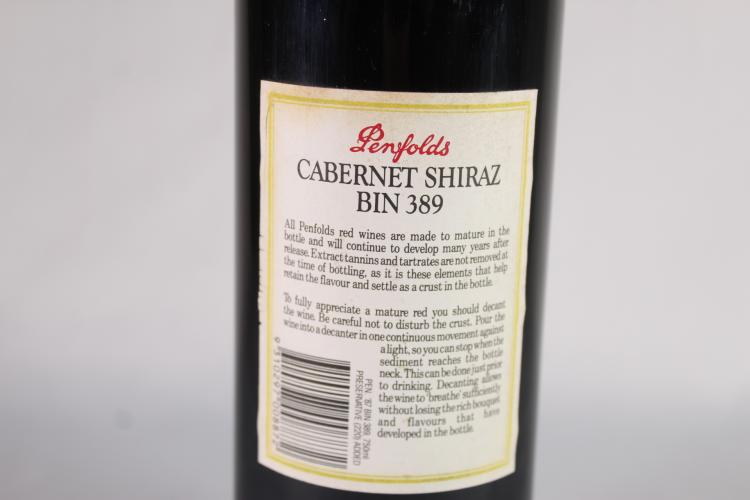 Penfolds
CABERNET SHIRAZ
BIN 389
All Penfolds red wines are made to mature in the
bottle and will continue to develop many years after
release. Extract tannins and tartrates are not removed at
the time of bottling, as it is these elements that help
retain the flavour and settle as a crust in the bottle.
To fully appreciate a mature red you should decant
the wine. Be careful not to disturb the crust. Pour the
wine into a decanter in one continuous movement against
a light, so you can stop when the
sediment reaches the bottle
neck. This can be done just prior
to drinking. Decanting allows
the wine to 'breathe' sufficiently
without losing the rich bouquet
and flavours that have
developed in the bottle.
PEN '87 BIN 389 750ml
PRESERVATIVE (220) ADDED